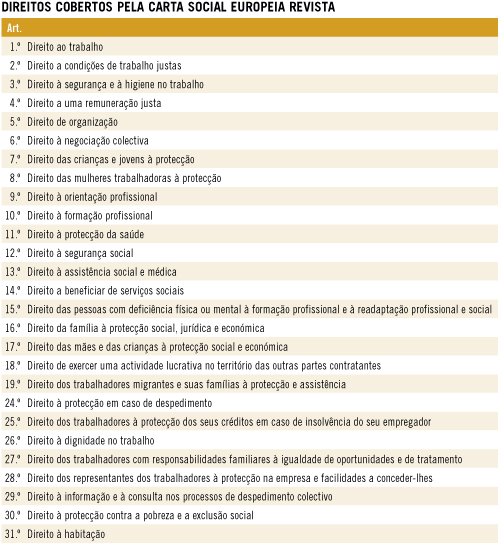 DIREITOS COBERTOS PELA CARTA SOCIAL EUROPEIA REVISTA
Art.
1.º Direito ao trabalho
2.º Direito a condições de trabalho justas
3.º Direito à segurança e à higiene no trabalho
4.º Direito a uma remuneração justa
5.º Direito de organização
6.º Direito à negociação colectiva
7.º Direito das crianças e jovens à protecção
8.º Direito das mulheres trabalhadoras à protecção
9.º Direito à orientação profissional
10.º Direito à formação profissional
11.º Direito à protecção da saúde
12.º Direito à segurança social
13.º Direito à assistência social e médica
14.º Direito a beneficiar de serviços sociais
15.º Direito das pessoas com deficiência física ou mental à formação profissional e à readaptação profissional e social
16.º Direito da família à protecção social, jurídica e económica
17.º Direito das mães e das crianças à protecção social e económica
18.º Direito de exercer uma actividade lucrativa no território das outras partes contratantes
19.º Direito dos trabalhadores migrantes e suas famílias à protecção e assistência
24.º Direito à protecção em caso de despedimento
25.º Direito dos trabalhadores à protecção dos seus créditos em caso de insolvência do seu empregador
26.º Direito à dignidade no trabalho
27.º Direito dos trabalhadores com responsabilidades familiares à igualdade de oportunidades e de tratamento
28.º Direito dos representantes dos trabalhadores à protecção na empresa e facilidades a conceder-lhes
29.º Direito à informação e à consulta nos processos de despedimento colectivo
30.º Direito à protecção contra a pobreza e a exclusão social
31.º Direito à habitação